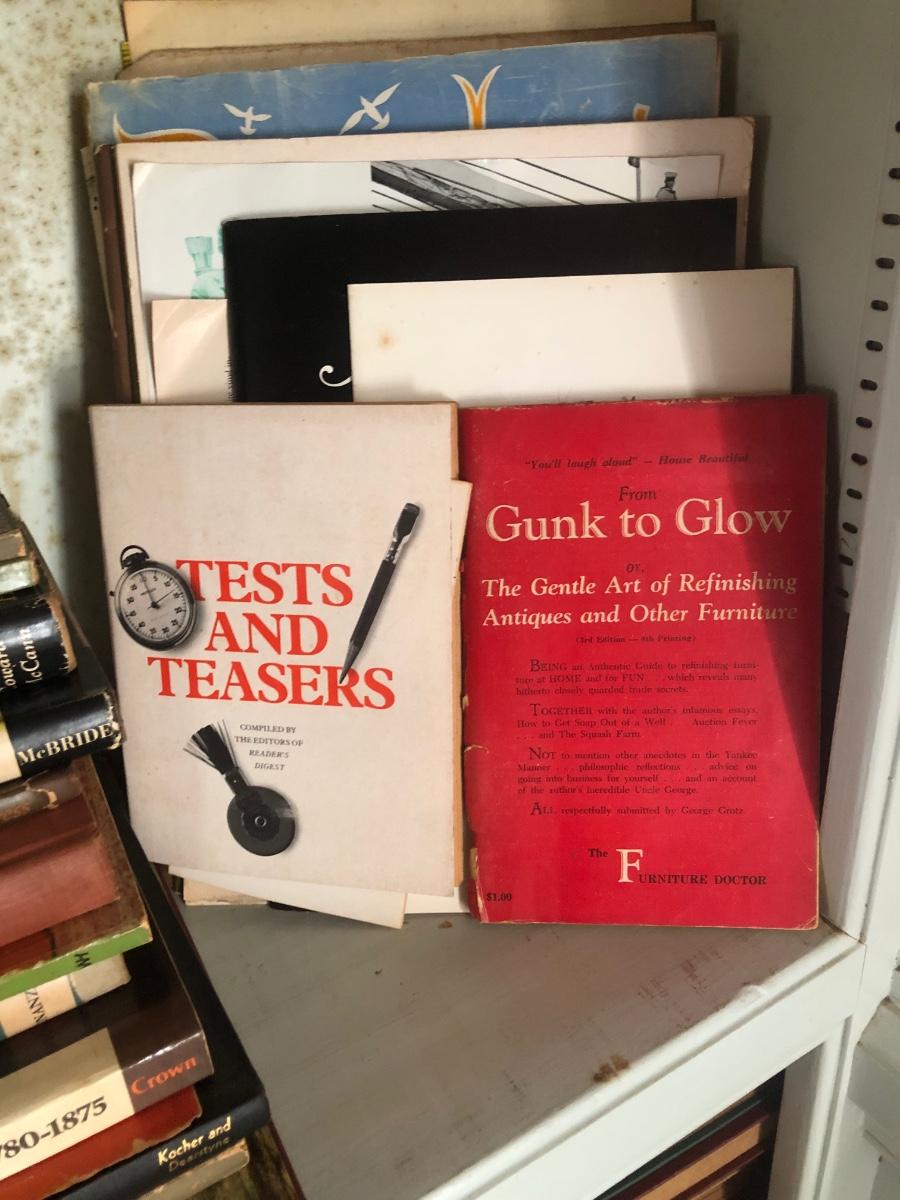 TESTS
AND
TEASERS
COMPILED BY
THE EDITORS OF
READER'S
DIGEST
"You'll laugh aloud" — House Beautiful
From
Gunk to Glow
or,
The Gentle Art of Refinishing
Antiques and Other Furniture
(3rd Edition — 8th Printing)
BEING an Authentic Guide to refinishing furni-
ture at HOME and for FUN . . . which reveals many
hitherto closely guarded trade secrets.
TOGETHER with the author's infamous essays,
How to Get Soap Out of a Well . . . Auction Fever
. . . and The Squash Farm.
NOT to mention other anecdotes in the Yankee
Manner . . . philosophic reflections . . . advice on
going into business for yourself . . . and an account
of the author's incredible Uncle George.
ALL respectfully submitted by George Grotz
The FURNITURE DOCTOR
$1.00
McCann
McBRIDE
Crown
780-1875
Kocher and
Dearstyne